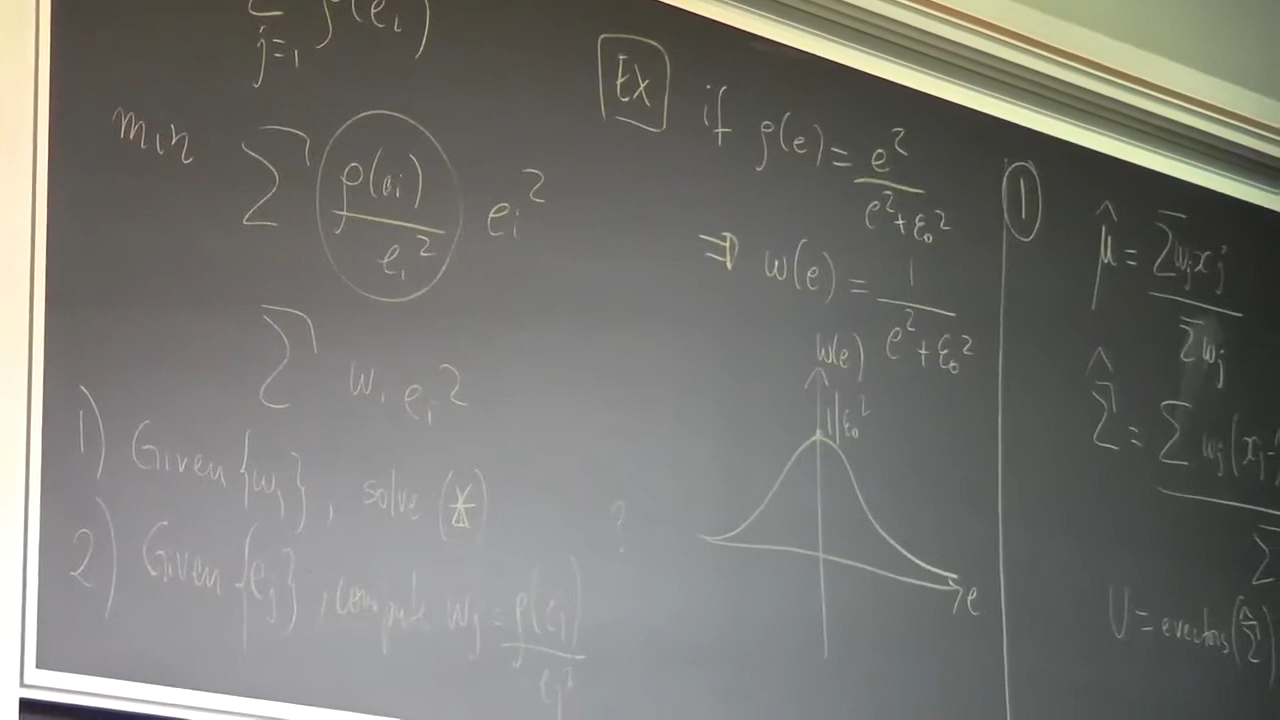 Σ ρ(eᵢ)
j=1
min Σ ρ(eᵢ)/eᵢ² eᵢ²
Σ wᵢ eᵢ²
1) Given {wⱼ}, solve (*)
2) Given {eⱼ}, compute wⱼ = ρ(eⱼ)/eⱼ²
?
Ex if ρ(e) = e²/(e²+ε₀²)
⇒ w(e) = 1/(e²+ε₀²)
w(e)
1/ε₀²
e
1
μ̂ = Σwⱼxⱼ/Σwⱼ
Σ̂ = Σ wⱼ(xⱼ-
Σ
U = evectors(Σ̂)